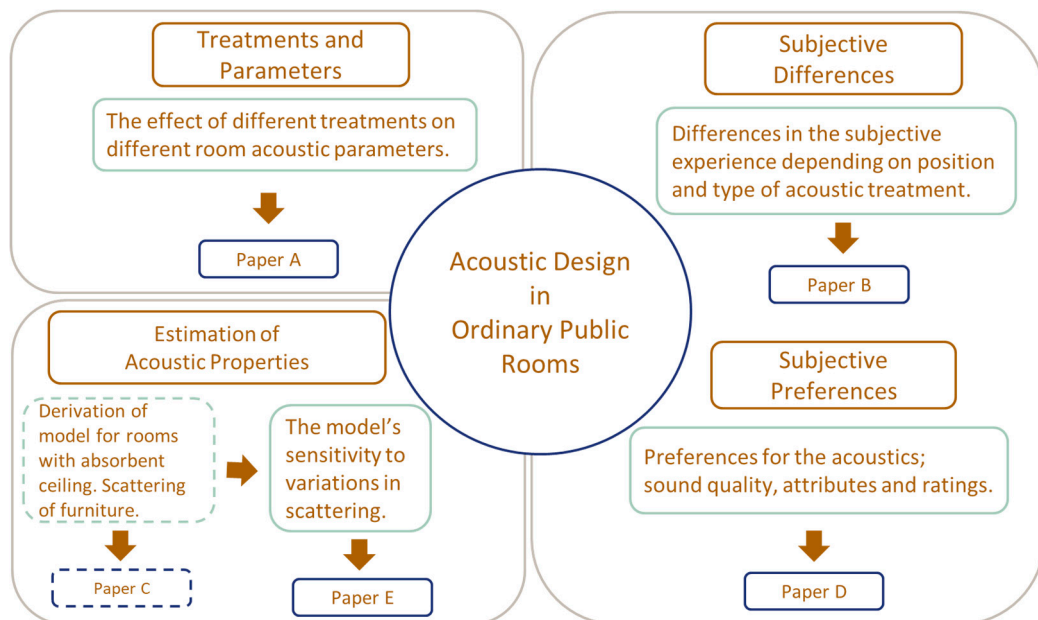 Treatments and
Parameters
The effect of different treatments on
different room acoustic parameters.
Paper A
Subjective
Differences
Differences in the subjective
experience depending on position
and type of acoustic treatment.
Paper B
Acoustic Design
in
Ordinary Public
Rooms
Estimation of
Acoustic Properties
Derivation of
model for rooms
with absorbent
ceiling. Scattering
of furniture.
Paper C
The model’s
sensitivity to
variations in
scattering.
Paper E
Subjective
Preferences
Preferences for the acoustics;
sound quality, attributes and ratings.
Paper D